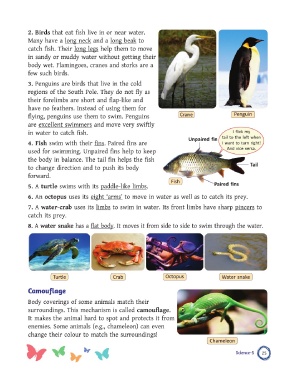 2. Birds that eat fish live in or near water.
Many have a long neck and a long beak to
catch fish. Their long legs help them to move
in sandy or muddy water without getting their
body wet. Flamingoes, cranes and storks are a
few such birds.
3. Penguins are birds that live in the cold
regions of the South Pole. They do not fly as
their forelimbs are short and flap-like and
have no feathers. Instead of using them for
flying, penguins use them to swim. Penguins
are excellent swimmers and move very swiftly
in water to catch fish.
Crane
Penguin
4. Fish swim with their fins. Paired fins are
used for swimming. Unpaired fins help to keep
the body in balance. The tail fin helps the fish
to change direction and to push its body
forward.
I flick my
tail to the left when
I want to turn right!
And vice versa.
Unpaired fin
Tail
Fish
Paired fins
5. A turtle swims with its paddle-like limbs.
6. An octopus uses its eight 'arms' to move in water as well as to catch its prey.
7. A water-crab uses its limbs to swim in water. Its front limbs have sharp pincers to
catch its prey.
8. A water snake has a flat body. It moves it from side to side to swim through the water.
Turtle
Crab
Octopus
Water snake
Camouflage
Body coverings of some animals match their
surroundings. This mechanism is called camouflage.
It makes the animal hard to spot and protects it from
enemies. Some animals (e.g., chameleon) can even
change their colour to match the surroundings!
Chameleon